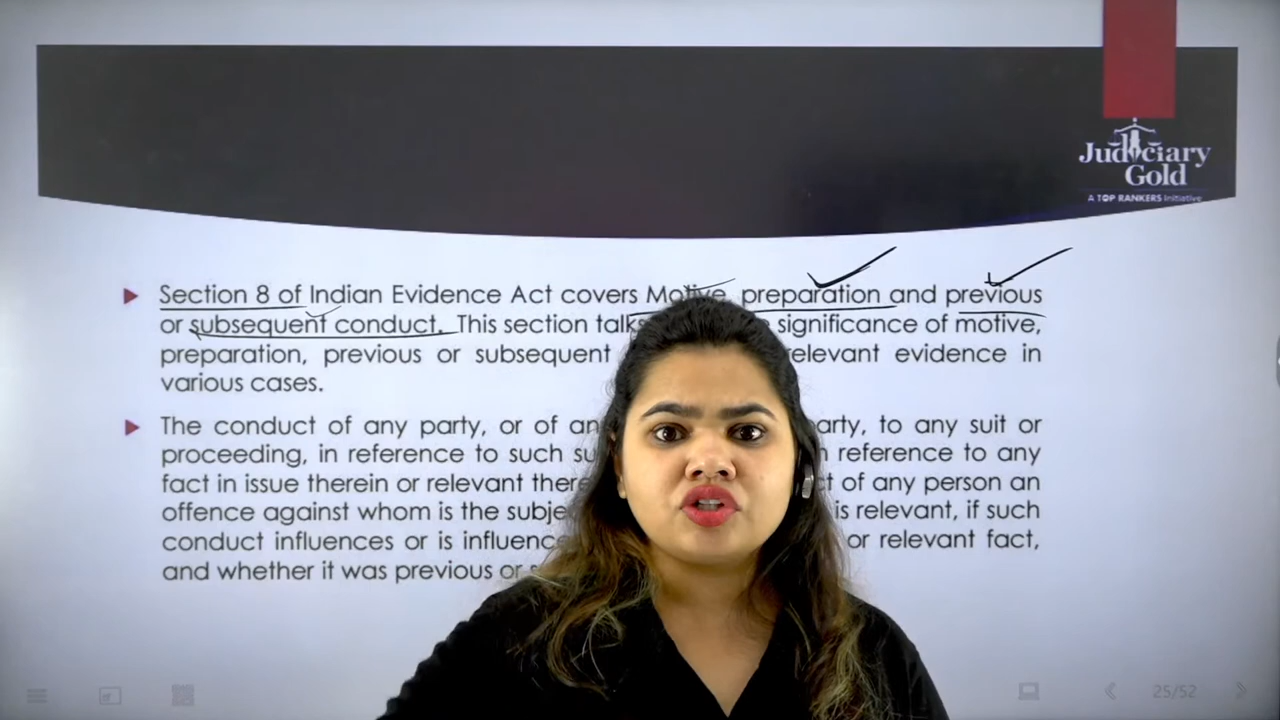 Judiciary
Gold
A TOP RANKERS Initiative
Section 8 of Indian Evidence Act covers Motive, preparation and previous
or subsequent conduct. This section talks significance of motive,
preparation, previous or subsequent relevant evidence in
various cases.
The conduct of any party, or of an party, to any suit or
proceeding, in reference to such su reference to any
fact in issue therein or relevant there of any person an
offence against whom is the subje is relevant, if such
conduct influences or is influence or relevant fact,
and whether it was previous or
25/52